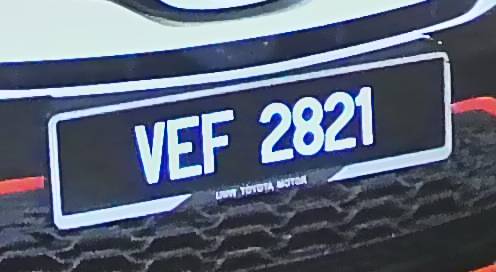 VEF 2821
UMW TOYOTA MOTOR